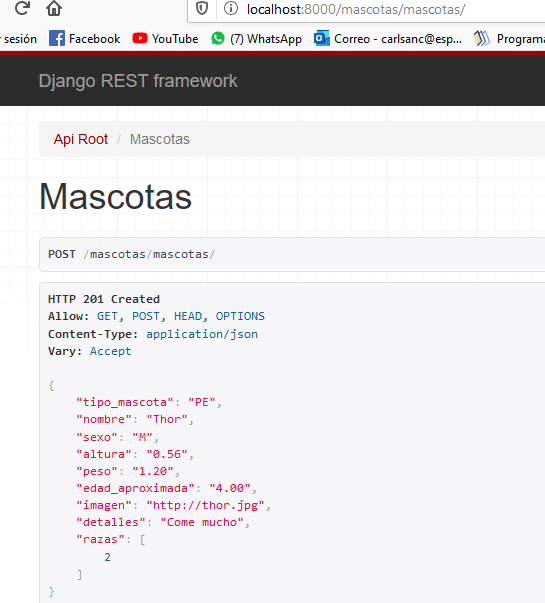 localhost:8000/mascotas/mascotas/
sesión Facebook YouTube (7) WhatsApp Correo - carlsanc@esp... Programa
Django REST framework
Api Root / Mascotas
Mascotas
POST /mascotas/mascotas/
HTTP 201 Created
Allow: GET, POST, HEAD, OPTIONS
Content-Type: application/json
Vary: Accept
{
"tipo_mascota": "PE",
"nombre": "Thor",
"sexo": "M",
"altura": "0.56",
"peso": "1.20",
"edad_aproximada": "4.00",
"imagen": "http://thor.jpg",
"detalles": "Come mucho",
"razas": [
2
]
}